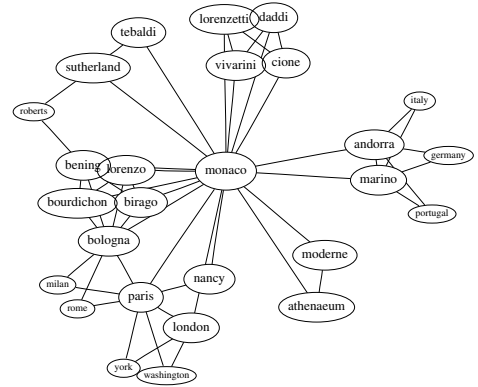 lorenzetti
daddi
tebaldi
vivarini
cione
sutherland
italy
roberts
andorra
germany
bening
lorenzo
monaco
marino
bourdichon
birago
portugal
bologna
moderne
nancy
milan
paris
rome
athenaeum
london
york
washington